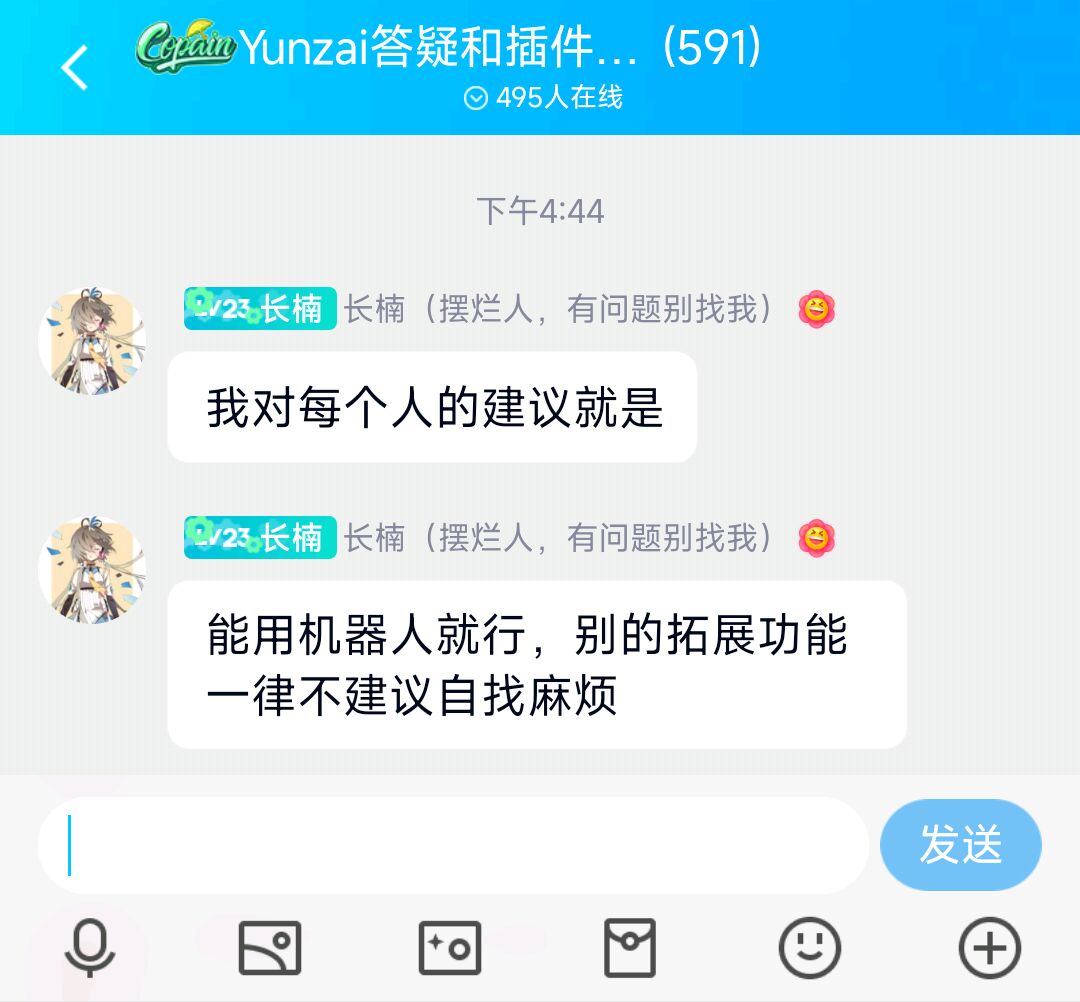 Copain Yunzai答疑和插件... (591)
495人在线
下午4:44
LV23 长楠 长楠（摆烂人，有问题别找我）
我对每个人的建议就是
LV23 长楠 长楠（摆烂人，有问题别找我）
能用机器人就行，别的拓展功能
一律不建议自找麻烦
发送